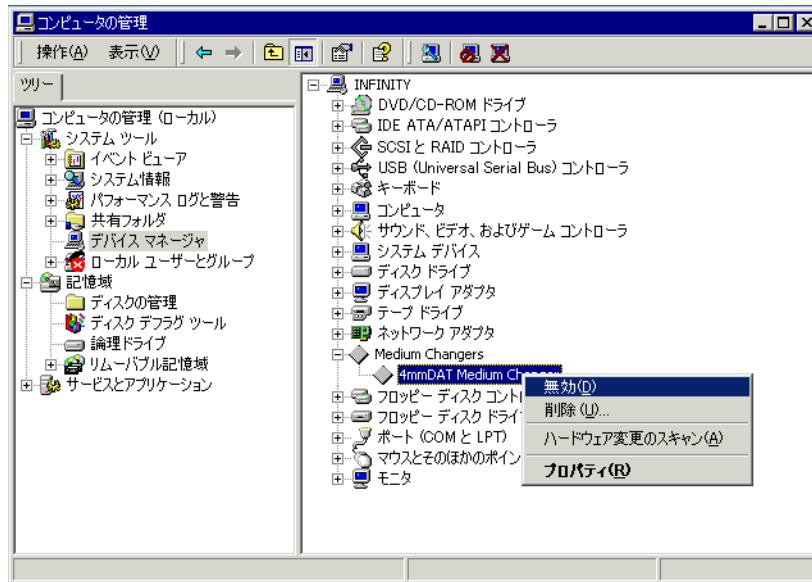 コンピュータの管理
操作(A) 表示(V)
ツリー
コンピュータの管理 (ローカル)
システム ツール
イベント ビューア
システム情報
パフォーマンス ログと警告
共有フォルダ
デバイス マネージャ
ローカル ユーザーとグループ
記憶域
ディスクの管理
ディスク デフラグ ツール
論理ドライブ
リムーバブル記憶域
サービスとアプリケーション
INFINITY
DVD/CD-ROM ドライブ
IDE ATA/ATAPI コントローラ
SCSI と RAID コントローラ
USB (Universal Serial Bus) コントローラ
キーボード
コンピュータ
サウンド、ビデオ、およびゲーム コントローラ
システム デバイス
ディスク ドライブ
ディスプレイ アダプタ
テープ ドライブ
ネットワーク アダプタ
Medium Changers
4mmDAT Medium Changer
フロッピー ディスク コント
フロッピー ディスク ドライ
ポート (COM と LPT)
マウスとそのほかのポイン
モニタ
無効(D)
削除(U)...
ハードウェア変更のスキャン(A)
プロパティ(R)